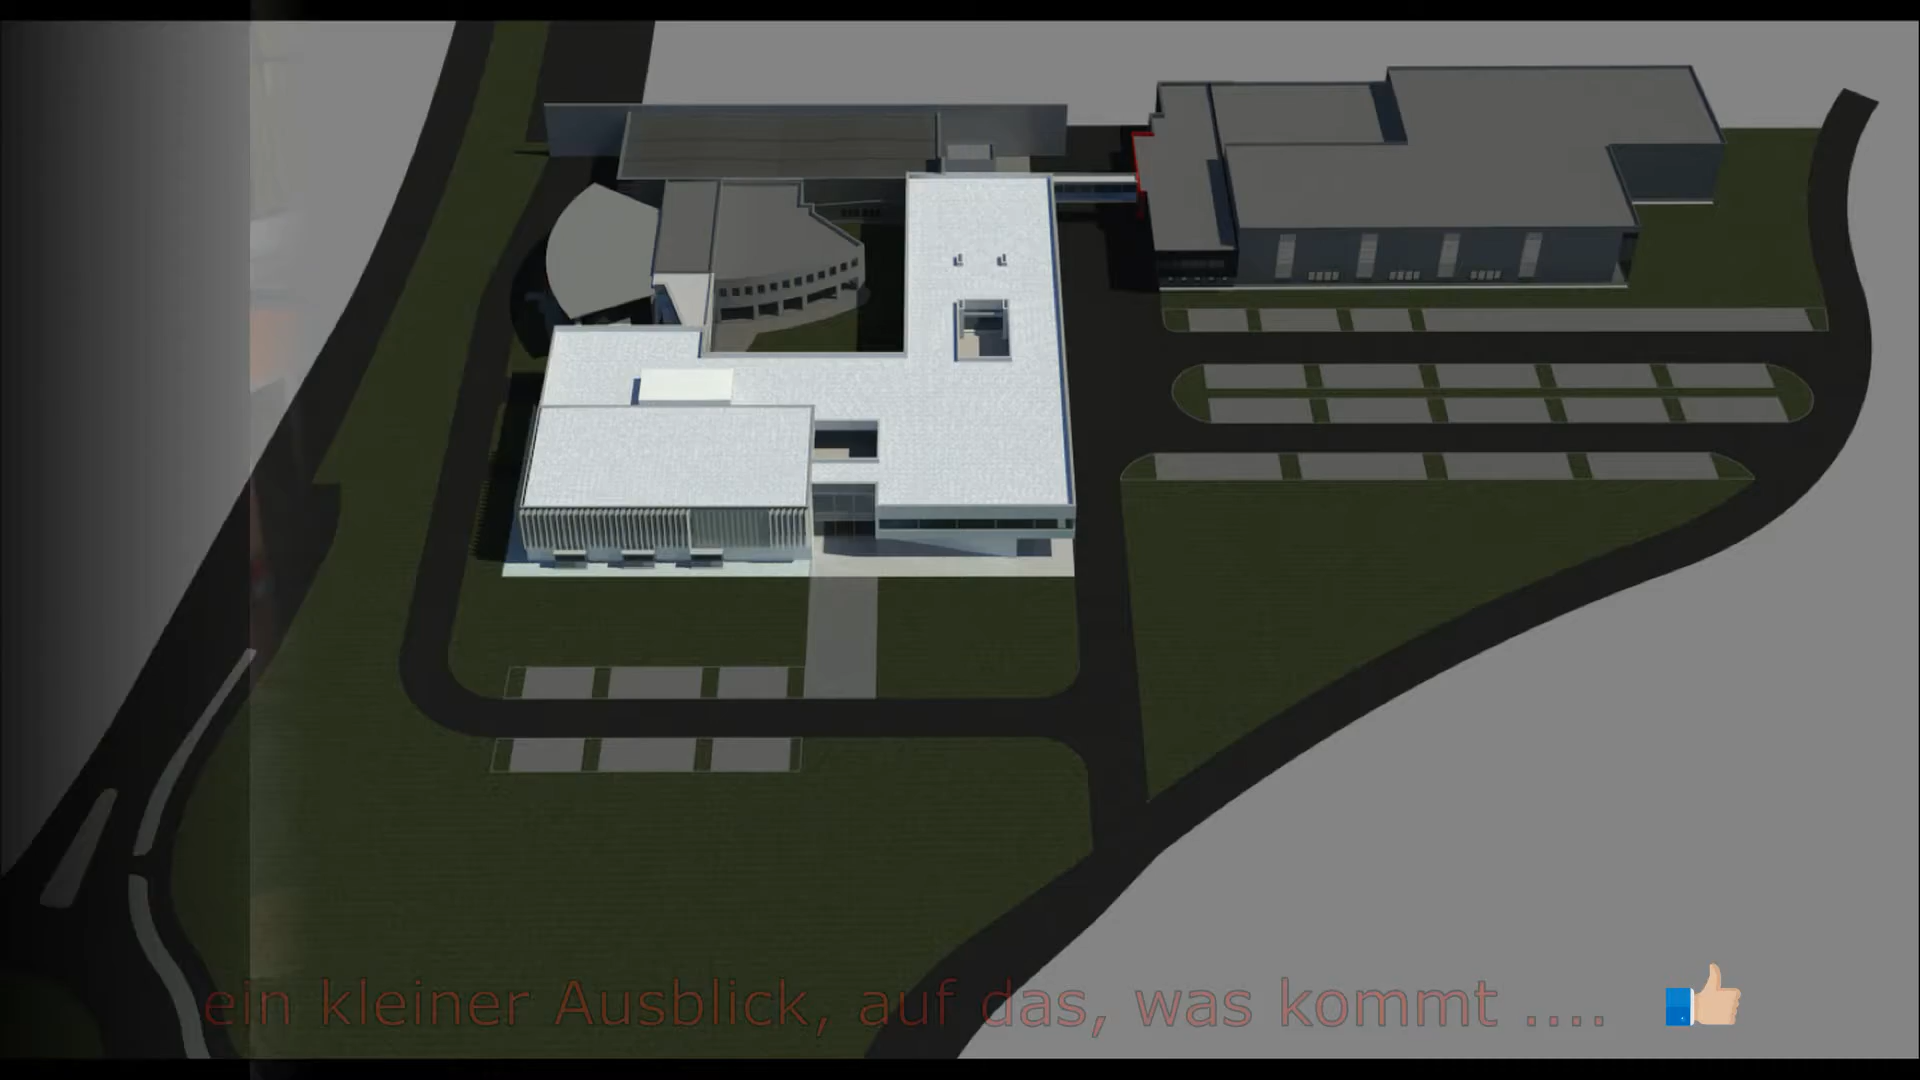 ein kleiner Ausblick, auf das, was kommt ....